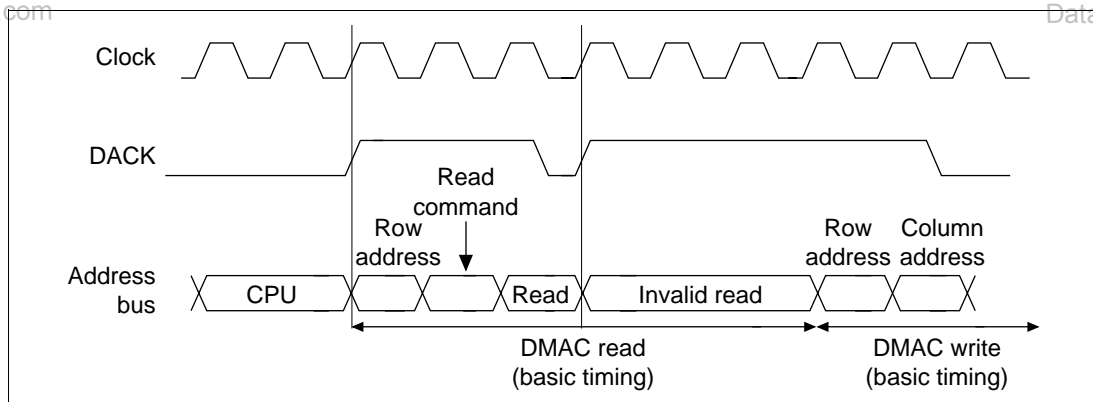 com
Data
Clock
DACK
Read
command
Row
address
Row
address
Column
address
Address
bus
CPU
Read
Invalid read
DMAC read
(basic timing)
DMAC write
(basic timing)